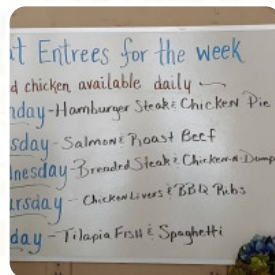 t Entrees for the week
d chicken available daily
nday - Hamburger Steak & Chicken Pie
sday - Salmon & Roast Beef
nesday - Breaded Steak & Chicken-n-Dump
ursday - Chicken Livers & BBQ Ribs
day - Tilapia Fish & Spaghetti